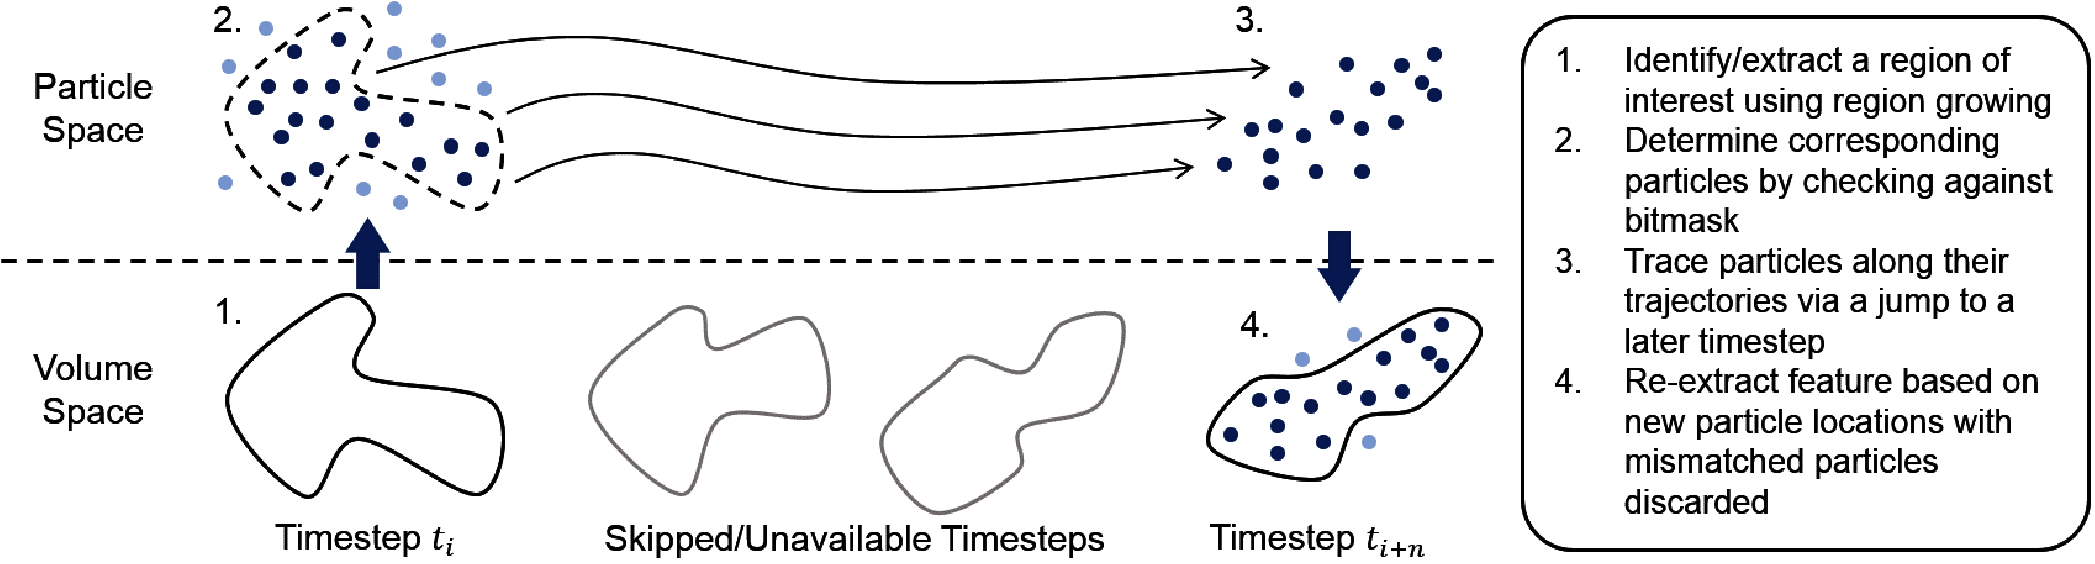 2.
3.
Particle
Space
1.
4.
Volume
Space
Timestep tᵢ
Skipped/Unavailable Timesteps
Timestep tᵢ₊ₙ
1. Identify/extract a region of
interest using region growing
2. Determine corresponding
particles by checking against
bitmask
3. Trace particles along their
trajectories via a jump to a
later timestep
4. Re-extract feature based on
new particle locations with
mismatched particles
discarded